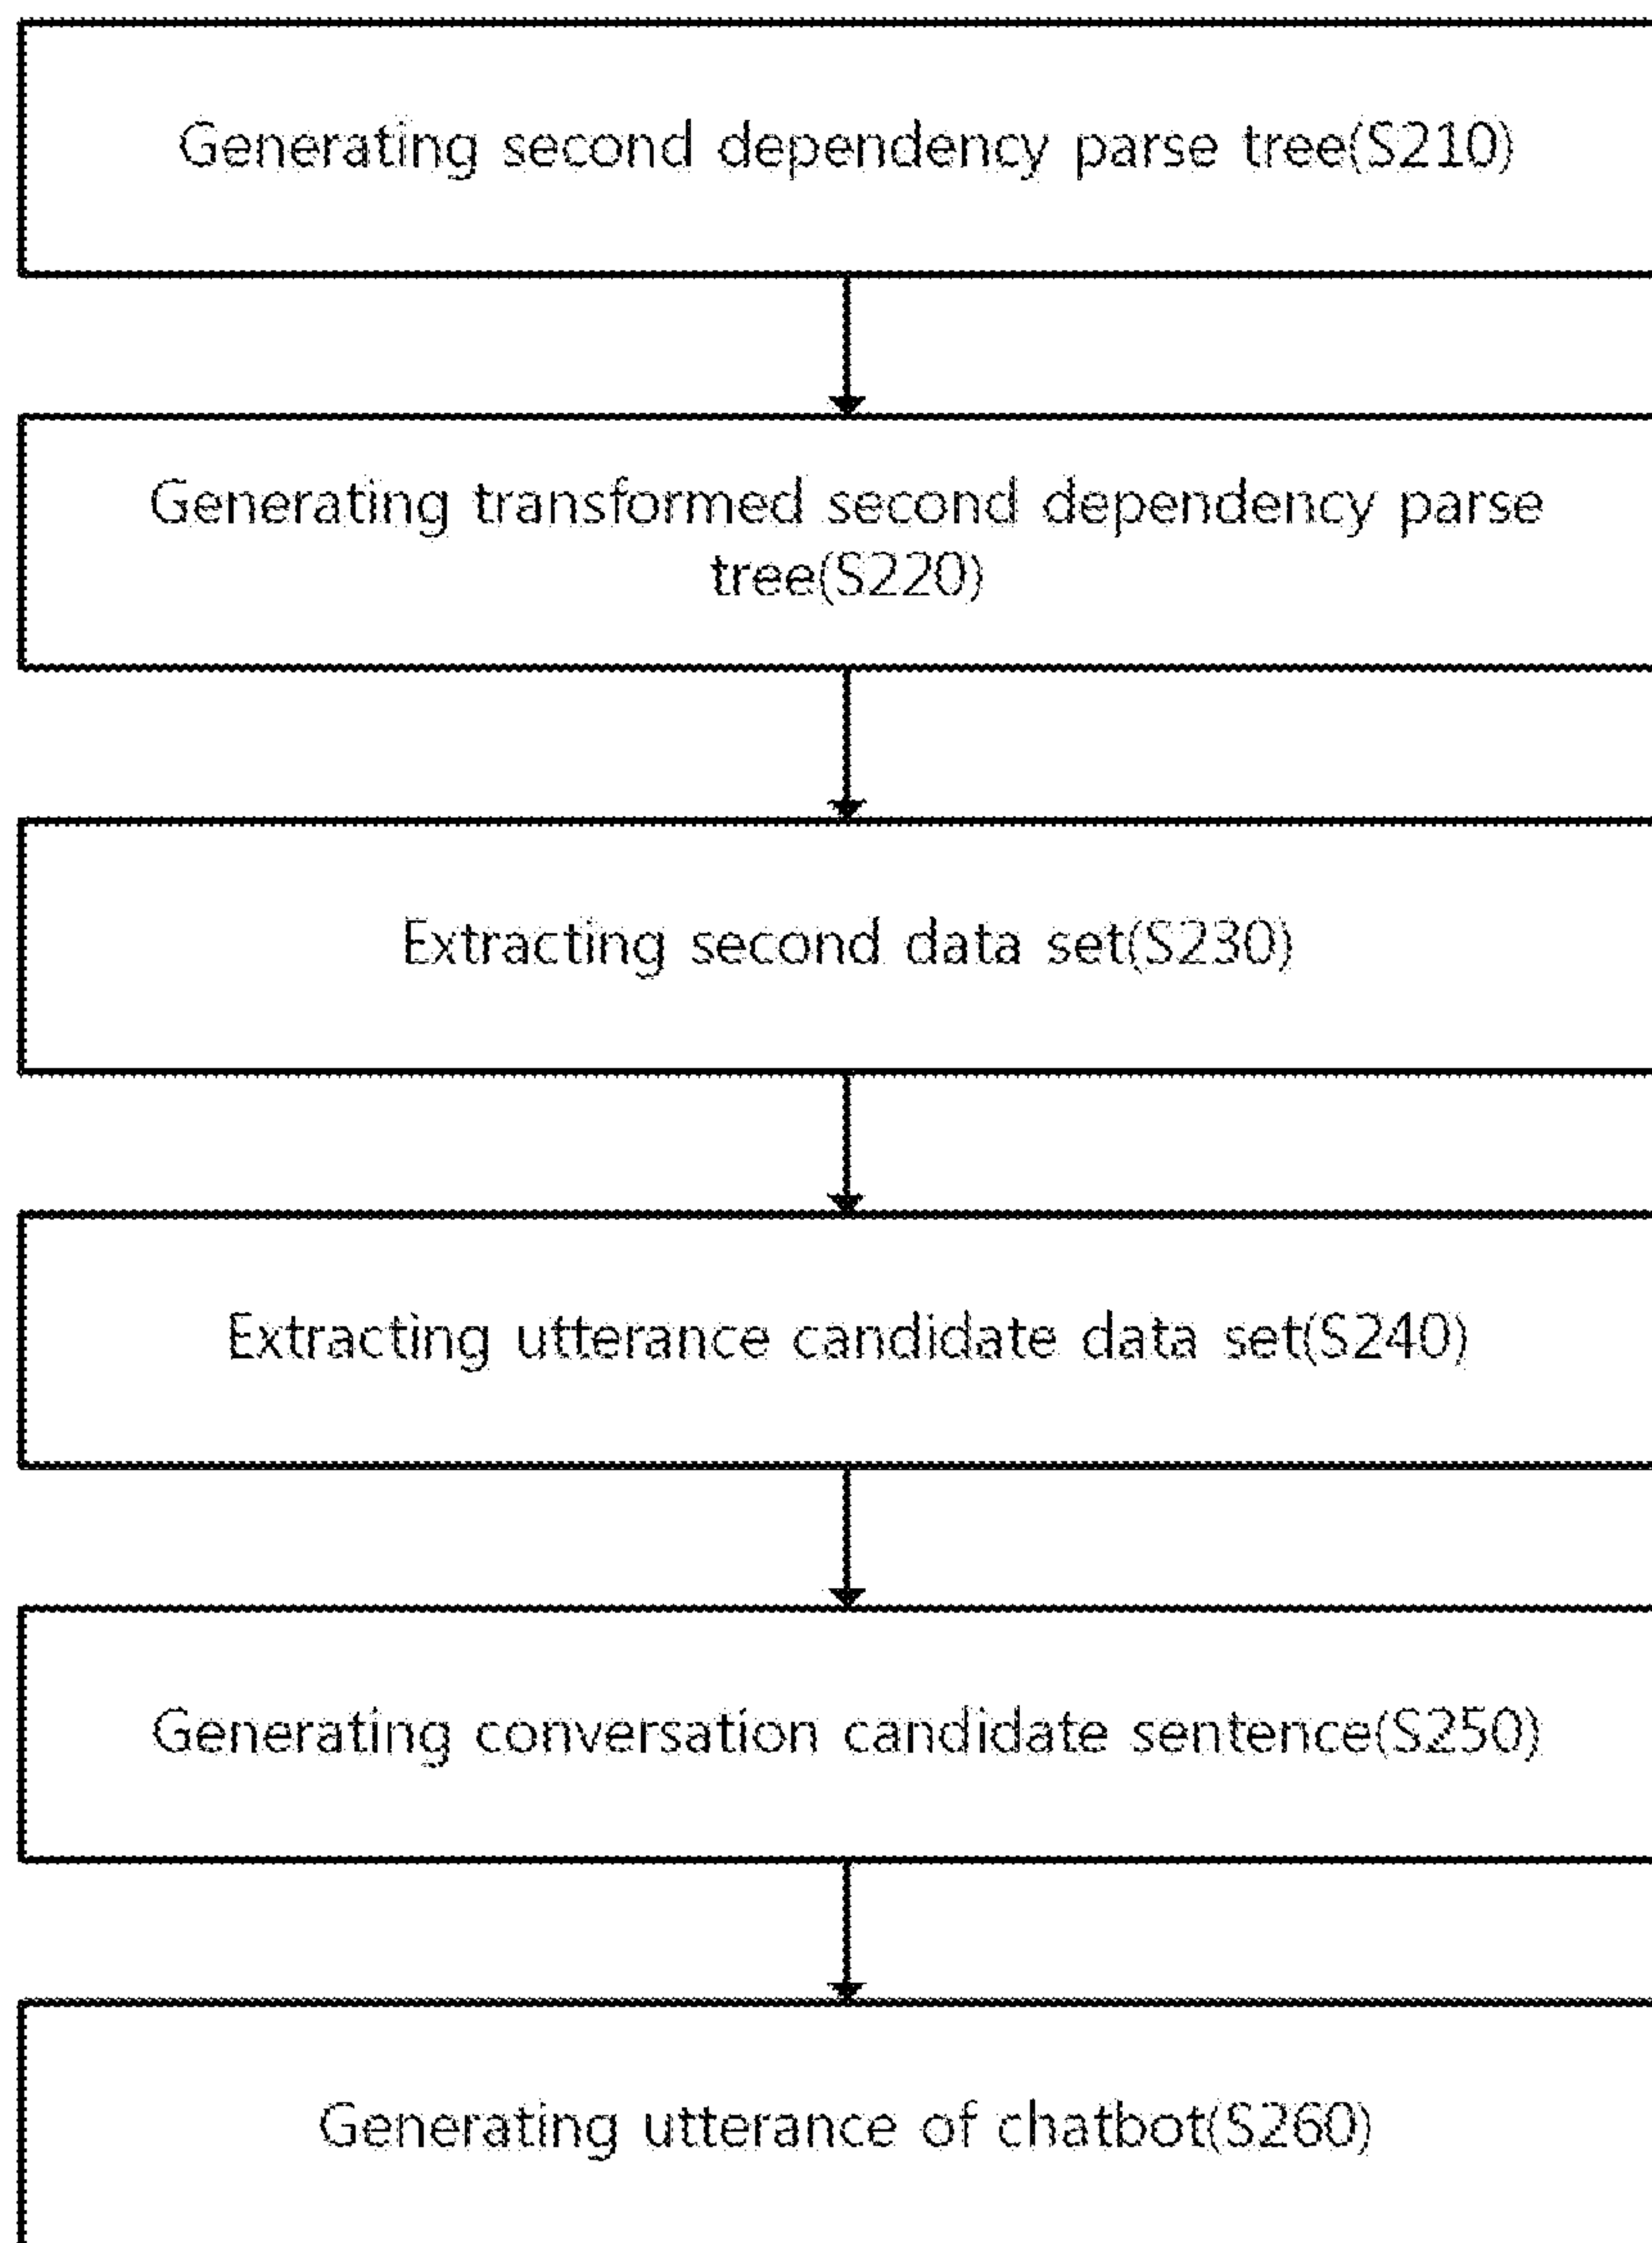 Generating second dependency parse tree(S210)
Generating transformed second dependency parse
tree(S220)
Extracting second data set(S230)
Extracting utterance candidate data set(S240)
Generating conversation candidate sentence(S250)
Generating utterance of chatbot(S260)